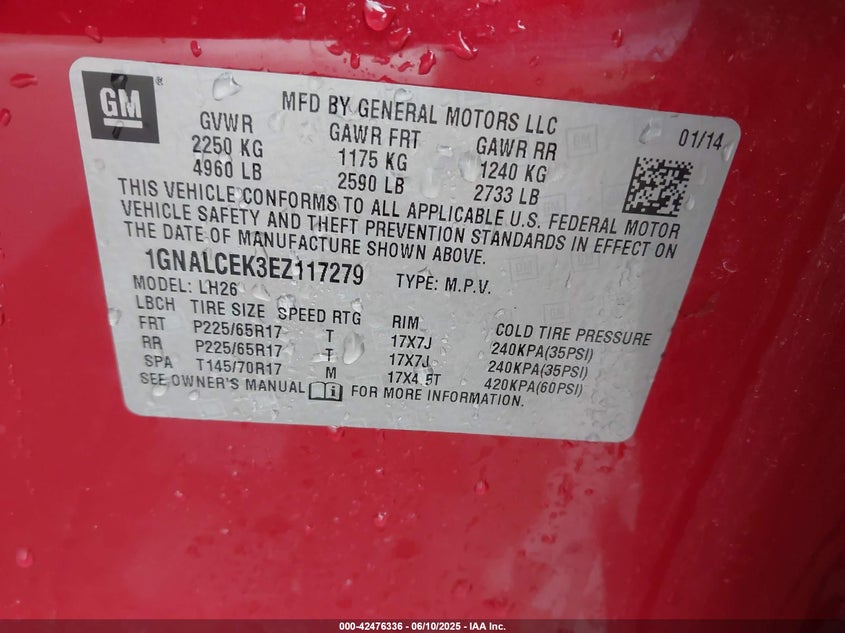 GM®
MFD BY GENERAL MOTORS LLC
GVWR GAWR FRT GAWR RR 01/14
2250 KG 1175 KG 1240 KG
4960 LB 2590 LB 2733 LB
THIS VEHICLE CONFORMS TO ALL APPLICABLE U.S. FEDERAL MOTOR
VEHICLE SAFETY AND THEFT PREVENTION STANDARDS IN EFFECT ON
THE DATE OF MANUFACTURE SHOWN ABOVE.
1GNALCEK3EZ117279 TYPE: M.P.V.
MODEL: LH26
LBCH TIRE SIZE SPEED RTG RIM COLD TIRE PRESSURE
FRT P225/65R17 T 17X7J 240KPA(35PSI)
RR P225/65R17 T 17X7J 240KPA(35PSI)
SPA T145/70R17 M 17X4.5T 420KPA(60PSI)
SEE OWNER'S MANUAL FOR MORE INFORMATION.
000-42476336 - 06/10/2025 - IAA Inc.